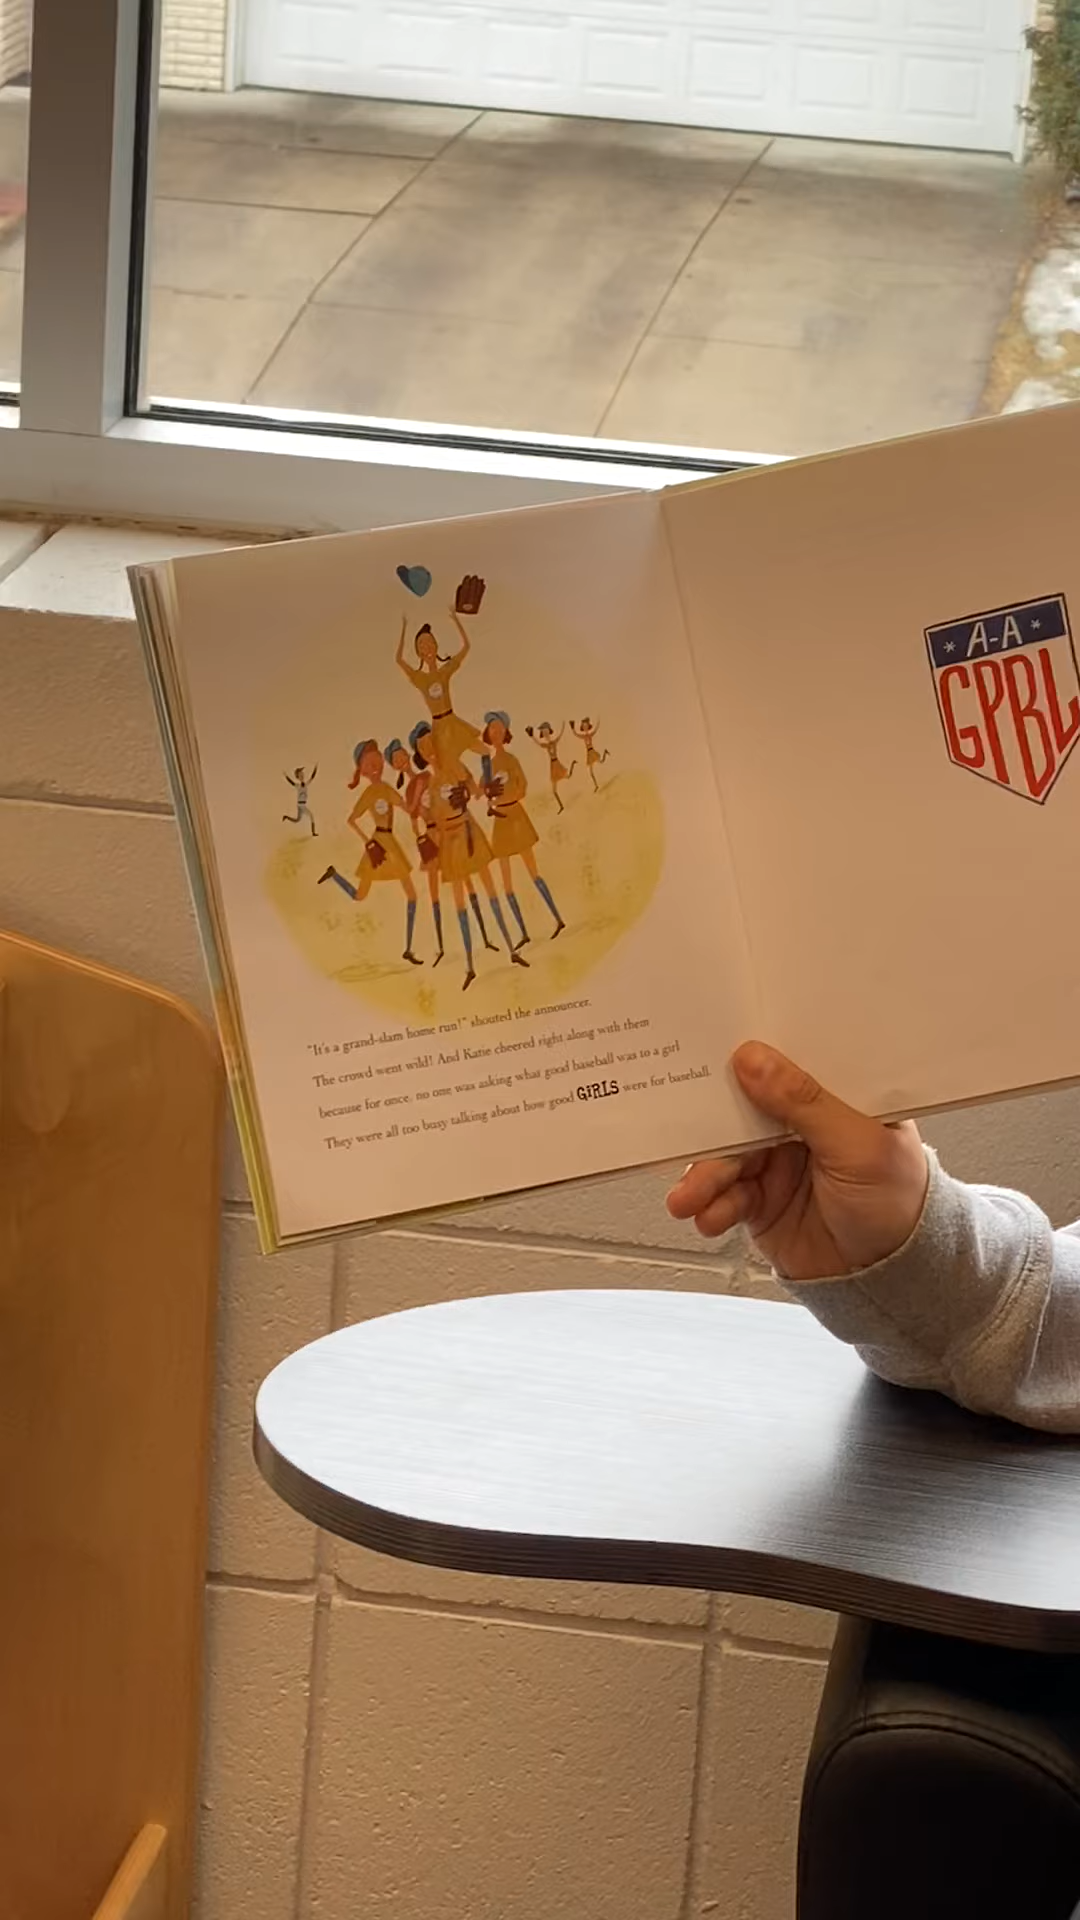 "It's a grand-slam home run!" shouted the announcer.
The crowd went wild! And Katie cheered right along with them
because for once, no one was asking what good baseball was to a girl
They were all too busy talking about how good GiRLS were for baseball.
* A-A *
GPBL